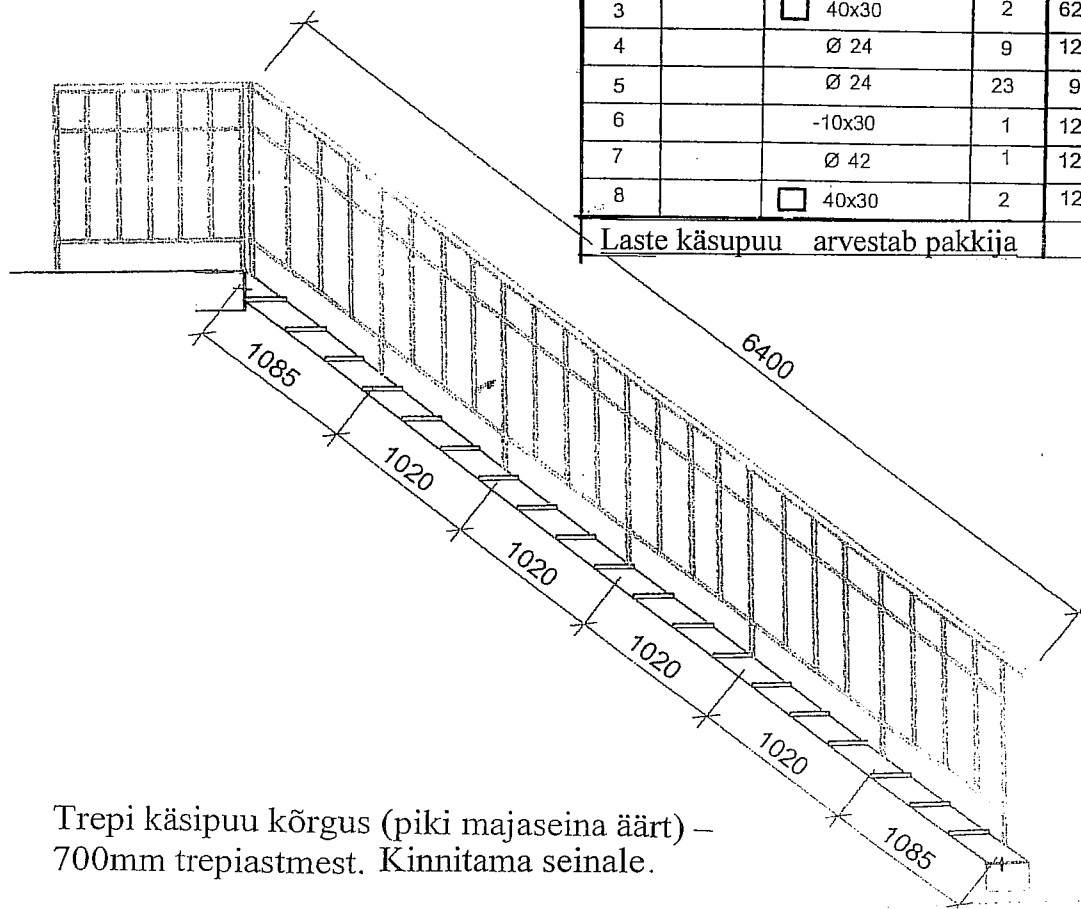 3 □ 40x30 2 62
4 Ø 24 9 12
5 Ø 24 23 9
6 -10x30 1 12
7 Ø 42 1 12
8 □ 40x30 2 12
Laste käsupuu arvestab pakkija
6400
1085
1020
1020
1020
1020
1085
Trepi käsipuu kõrgus (piki majaseina äärt) –
700mm trepiastmest. Kinnitama seinale.